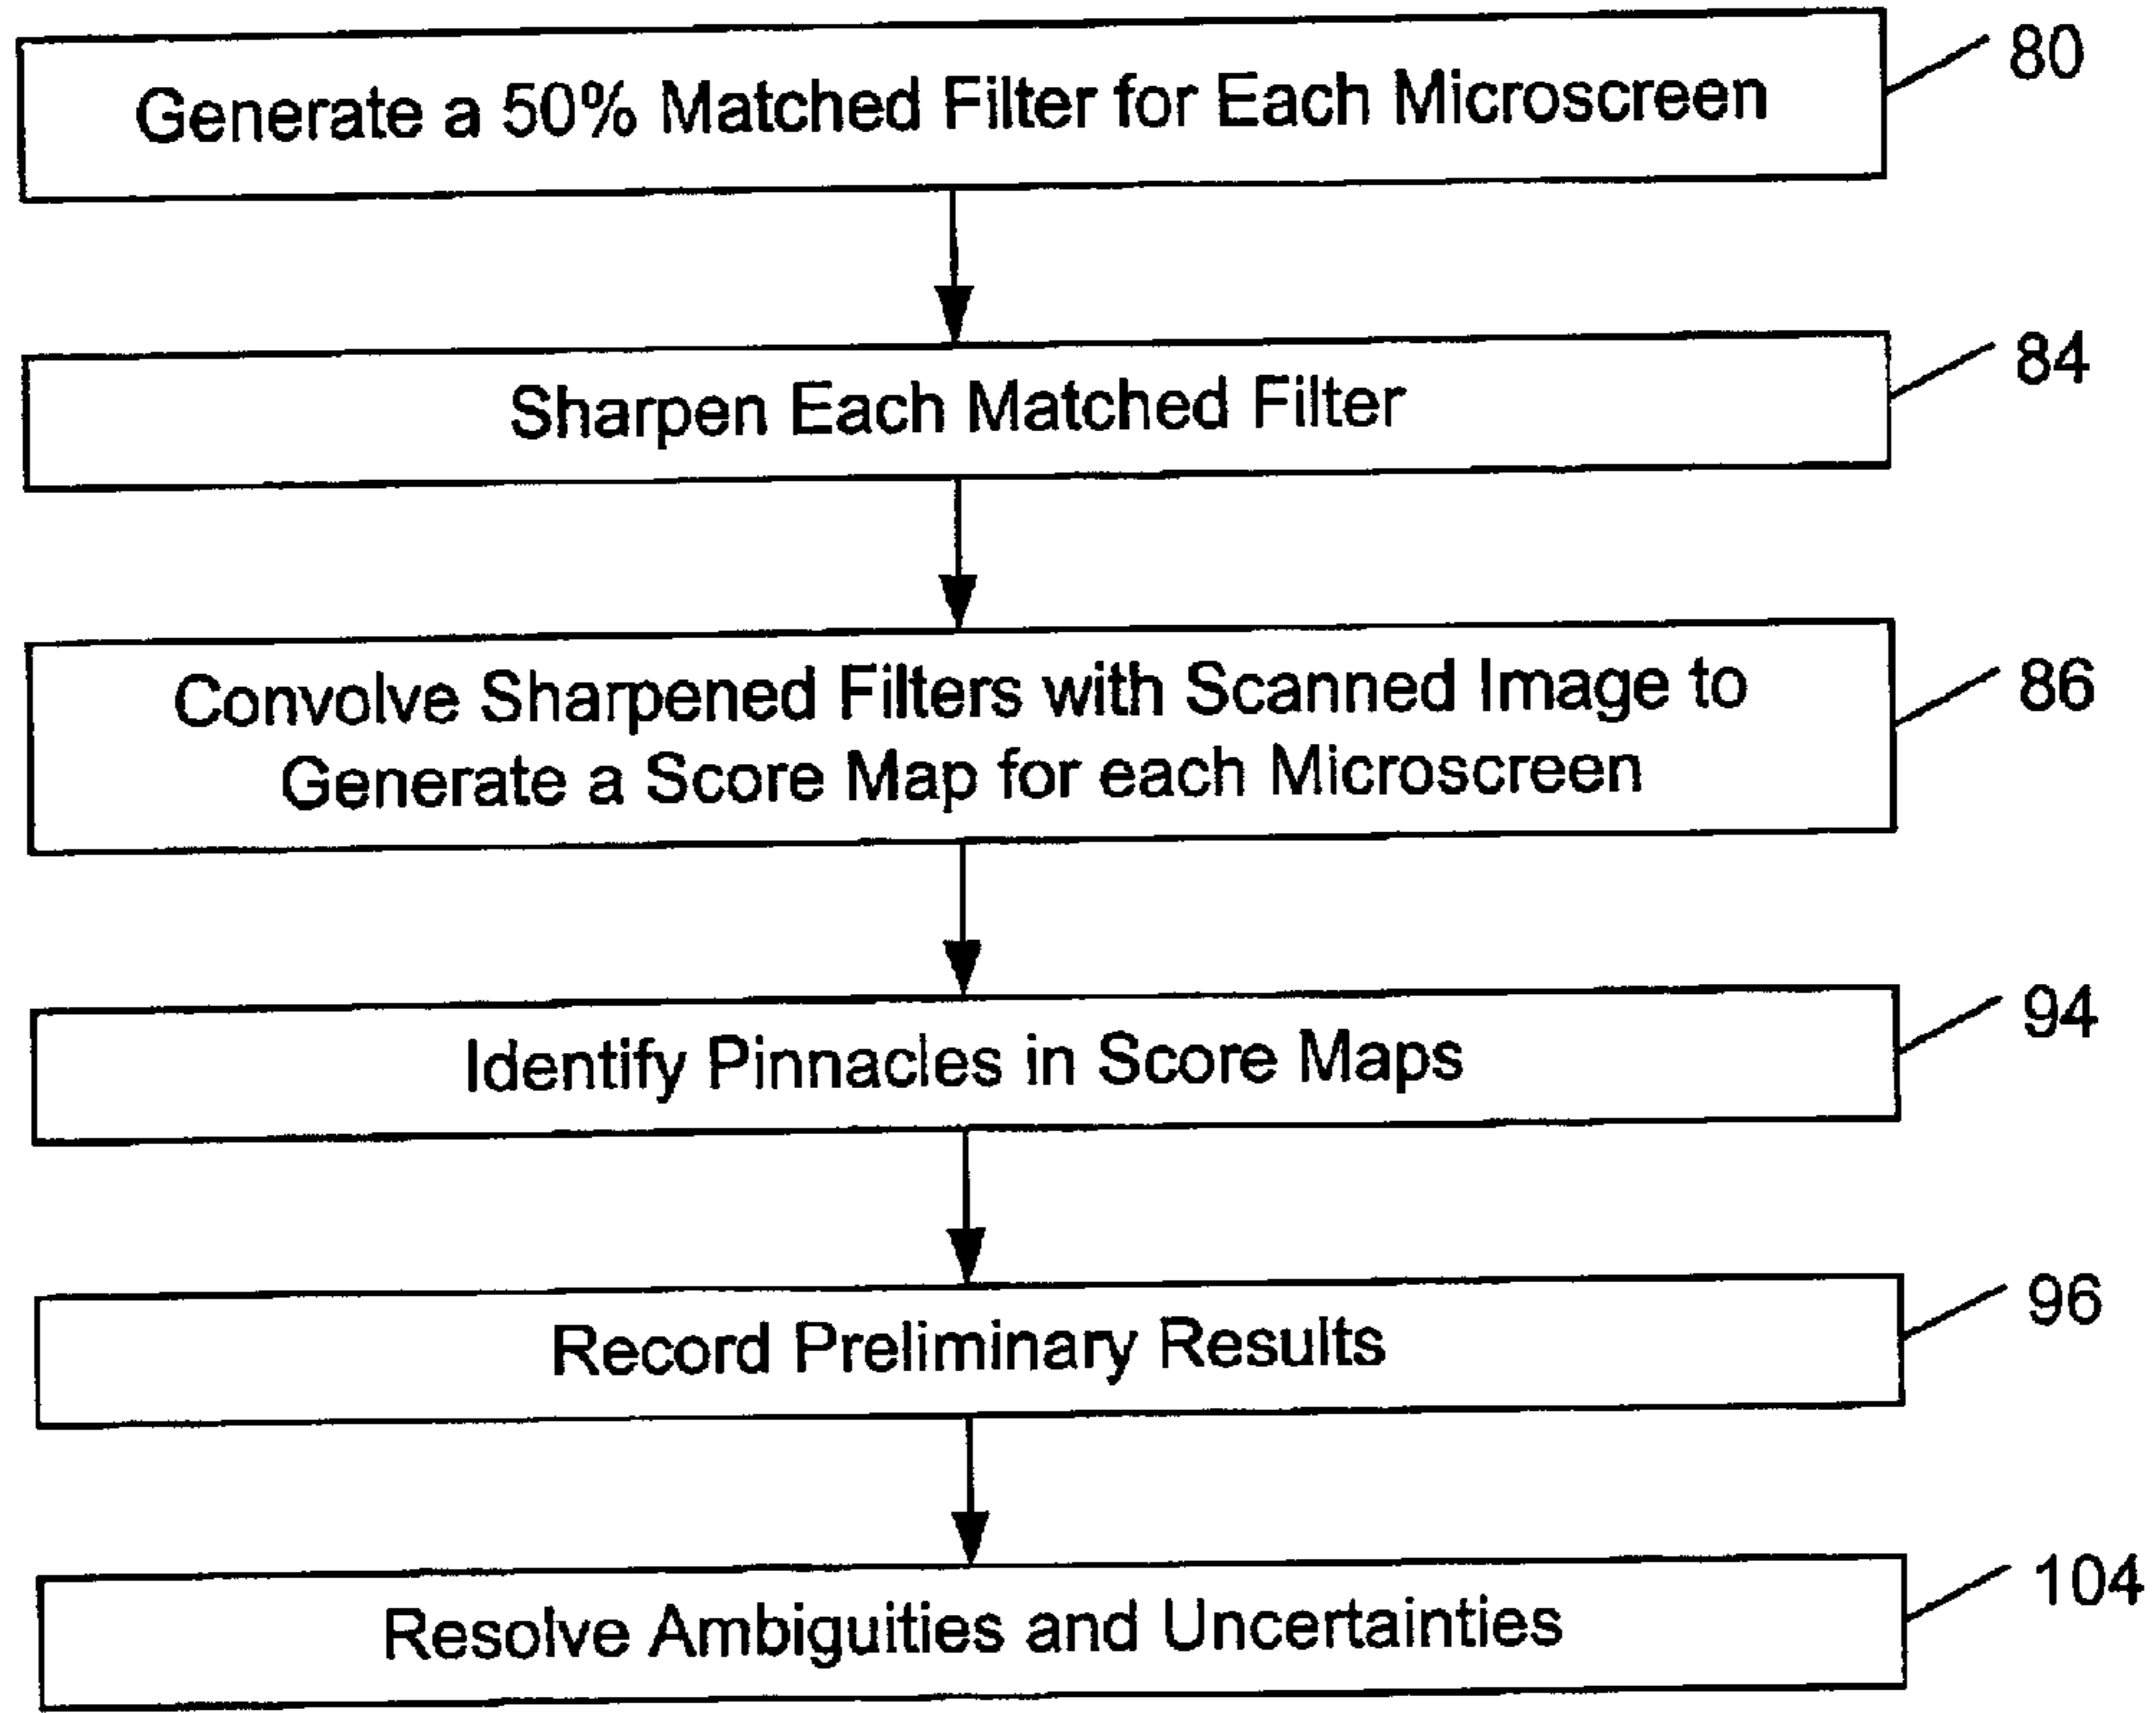 Generate a 50% Matched Filter for Each Microscreen
80
Sharpen Each Matched Filter
84
Convolve Sharpened Filters with Scanned Image to
Generate a Score Map for each Microscreen
86
Identify Pinnacles in Score Maps
94
Record Preliminary Results
96
Resolve Ambiguities and Uncertainties
104